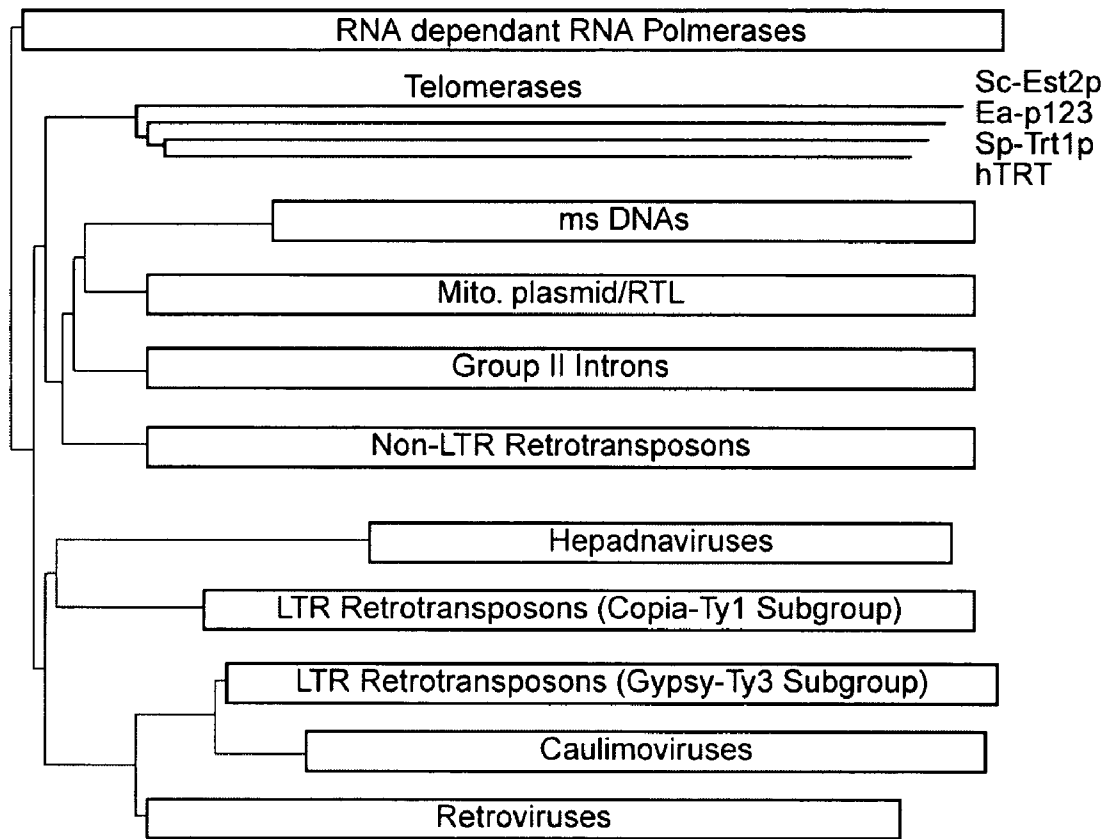 RNA dependant RNA Polmerases
Telomerases
Sc-Est2p
Ea-p123
Sp-Trt1p
hTRT
ms DNAs
Mito. plasmid/RTL
Group II Introns
Non-LTR Retrotransposons
Hepadnaviruses
LTR Retrotransposons (Copia-Ty1 Subgroup)
LTR Retrotransposons (Gypsy-Ty3 Subgroup)
Caulimoviruses
Retroviruses